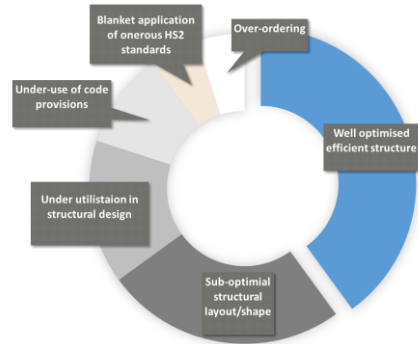 Blanket application
of onerous HS2
standards
Over-ordering
Under-use of code
provisions
Well optimised
efficient structure
Under utilistaion in
structural design
Sub-optimial
structural
layout/shape